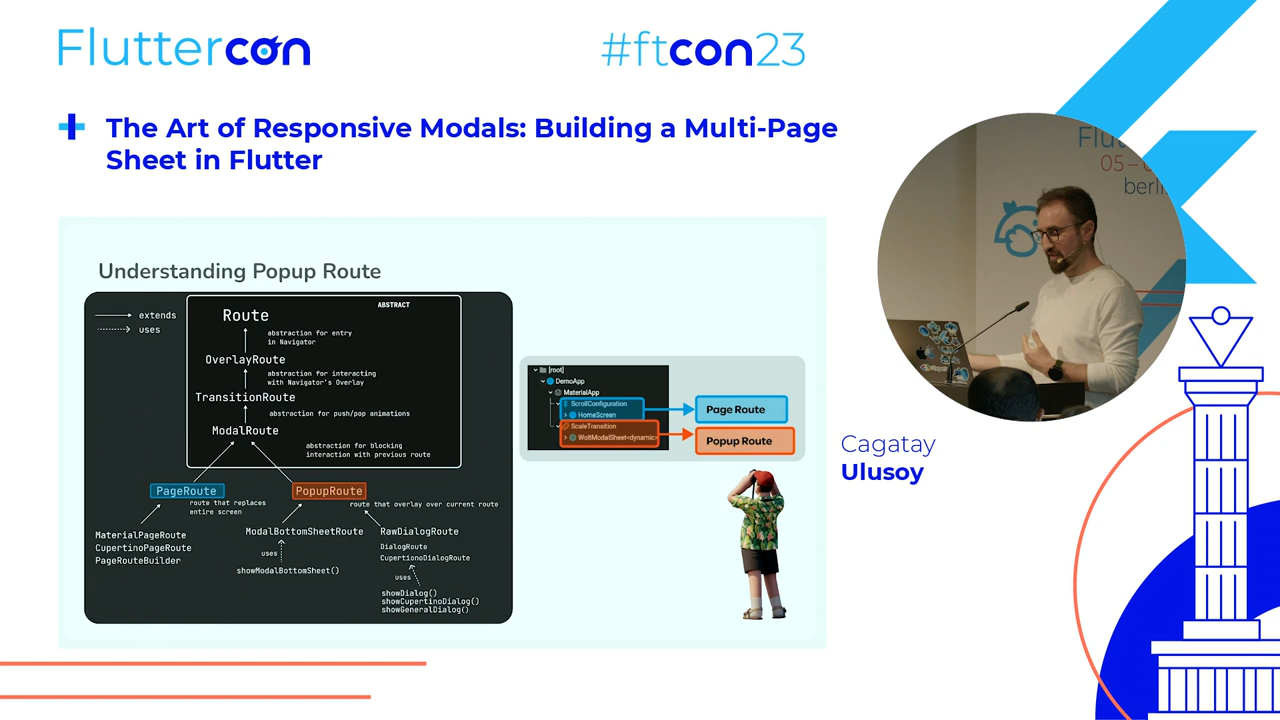 Fluttercon
#ftcon23
The Art of Responsive Modals: Building a Multi-Page
Sheet in Flutter
Understanding Popup Route
extends
uses
ABSTRACT
Route
abstraction for entry
in Navigator
OverlayRoute
abstraction for interacting
with Navigator's Overlay
TransitionRoute
abstraction for push/pop animations
ModalRoute
abstraction for blocking
interaction with previous route
PageRoute
route that replaces
entire screen
PopupRoute
route that overlay over current route
MaterialPageRoute
CupertinoPageRoute
PageRouteBuilder
ModalBottomSheetRoute
uses
showModalBottomSheet()
RawDialogRoute
DialogRoute
CupertionoDialogRoute
uses
showDialog()
showCupertinoDialog()
showGeneralDialog()
[root]
DemoApp
MaterialApp
ScrollConfiguration
HomeScreen
ScaleTransition
WoltModalSheet<dynamic>
Page Route
Popup Route
Flu
05 –
berli
Cagatay
Ulusoy